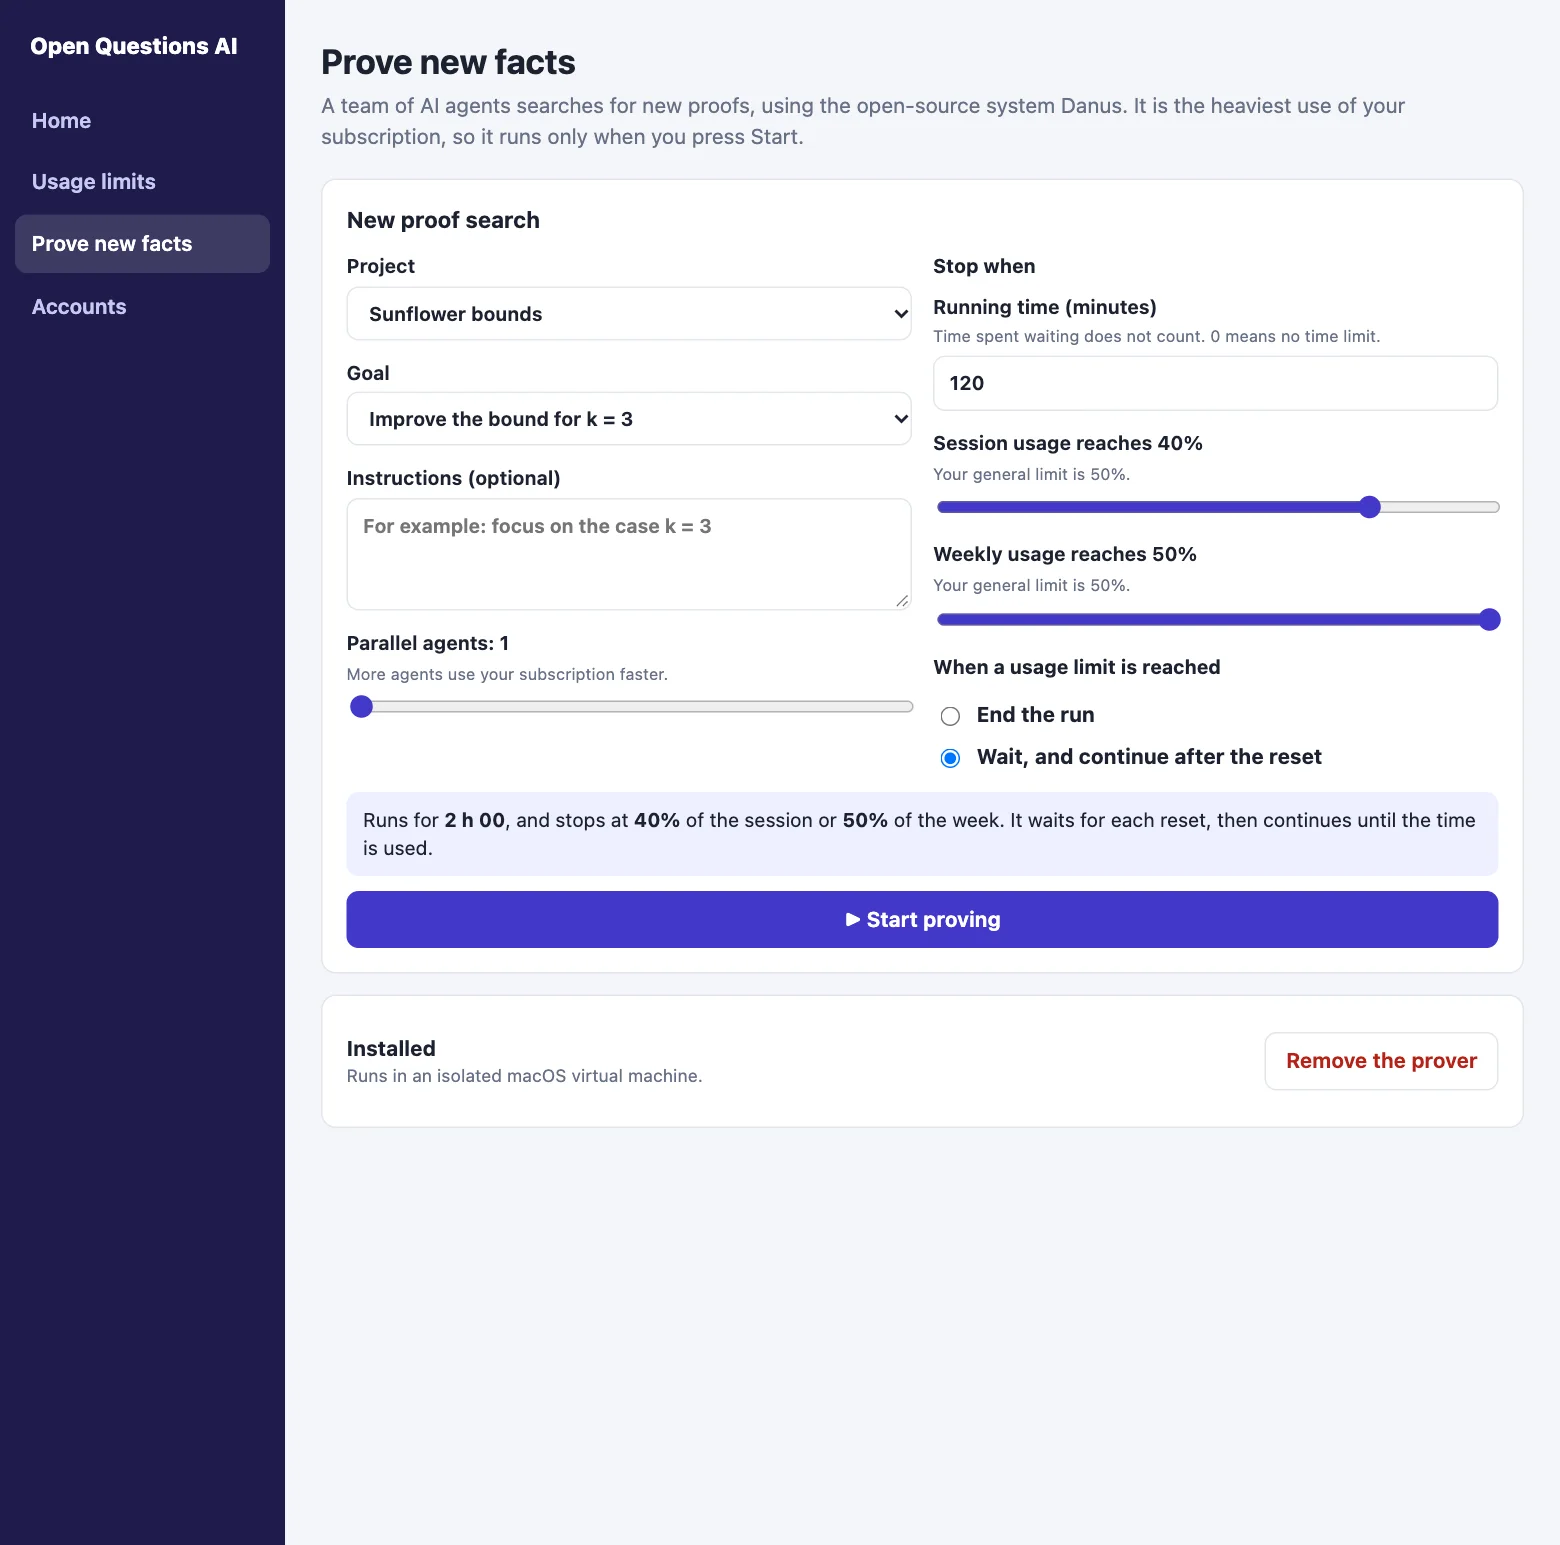 Open Questions AI
Home
Usage limits
Prove new facts
Accounts
Prove new facts
A team of AI agents searches for new proofs, using the open-source system Danus. It is the heaviest use of your
subscription, so it runs only when you press Start.
New proof search
Project
Sunflower bounds
Goal
Improve the bound for k = 3
Instructions (optional)
For example: focus on the case k = 3
Parallel agents: 1
More agents use your subscription faster.
Stop when
Running time (minutes)
Time spent waiting does not count. 0 means no time limit.
120
Session usage reaches 40%
Your general limit is 50%.
Weekly usage reaches 50%
Your general limit is 50%.
When a usage limit is reached
End the run
Wait, and continue after the reset
Runs for 2 h 00, and stops at 40% of the session or 50% of the week. It waits for each reset, then continues until the time
is used.
Start proving
Installed
Runs in an isolated macOS virtual machine.
Remove the prover